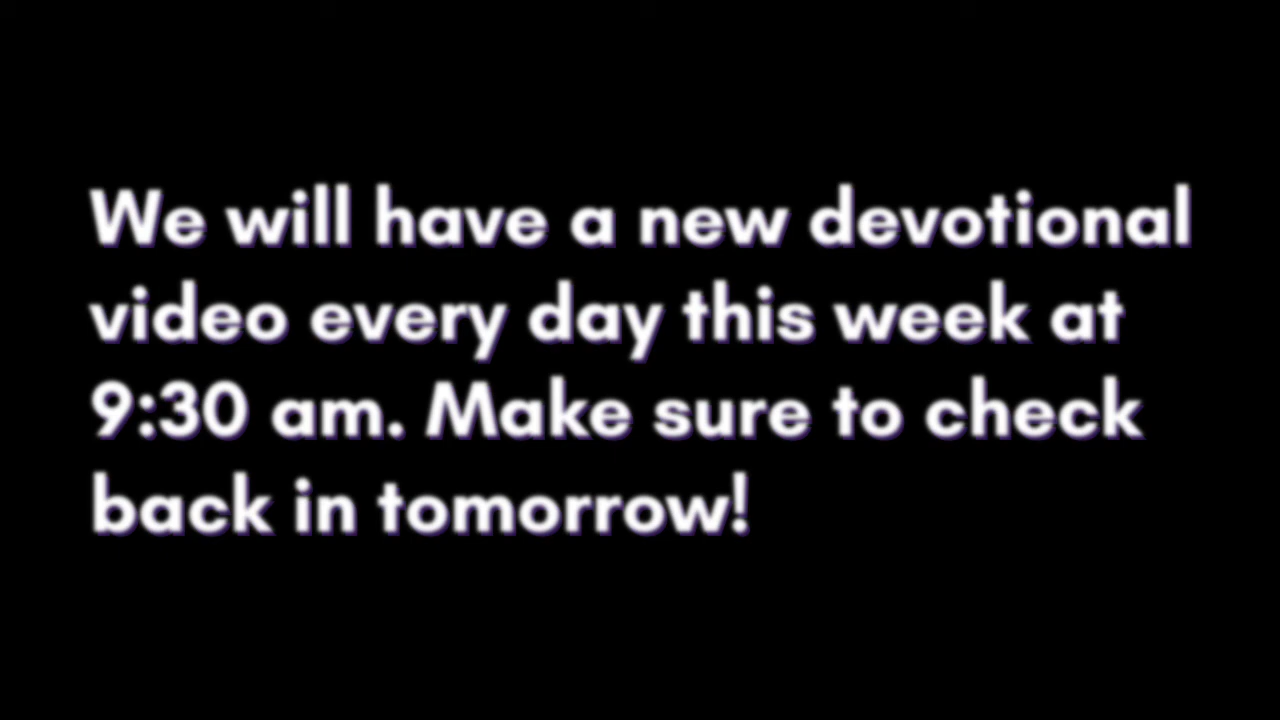 We will have a new devotional
video every day this week at
9:30 am. Make sure to check
back in tomorrow!